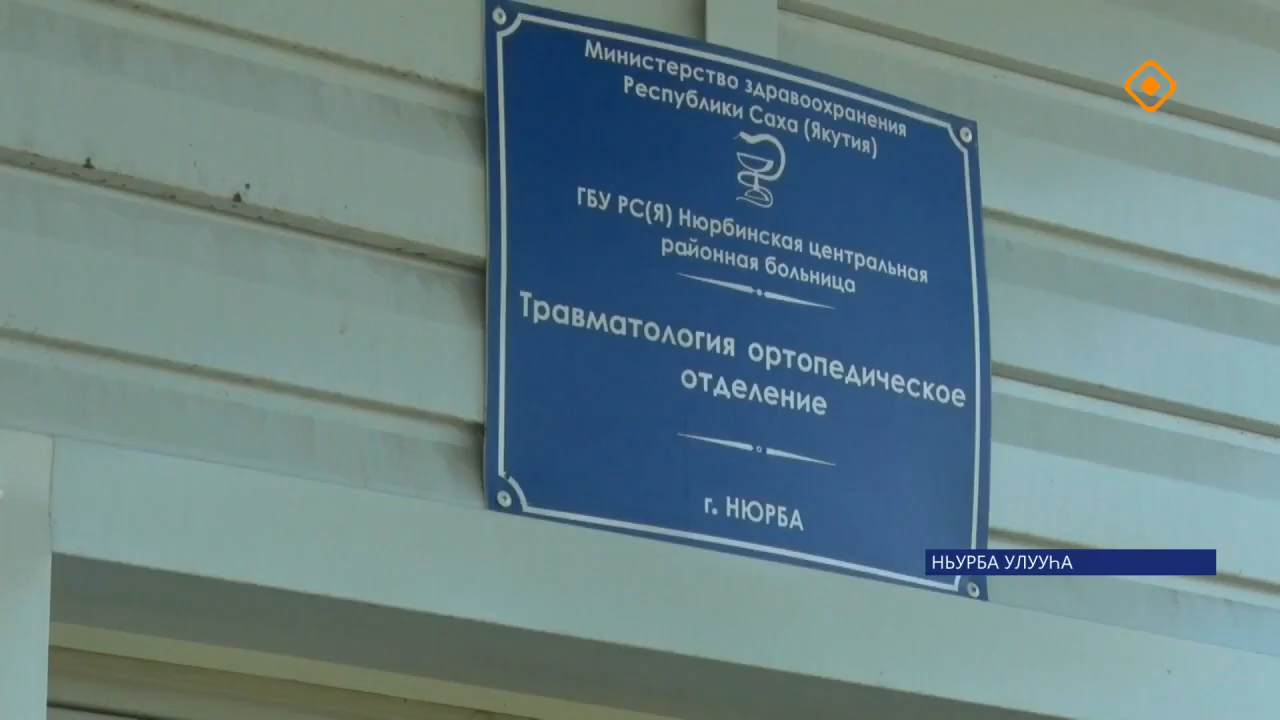 Министерство здравоохранения
Республики Саха (Якутия)
ГБУ РС(Я) Нюрбинская центральная
районная больница
Травматология ортопедическое
отделение
г. НЮРБА
НЬУРБА УЛУУҺА